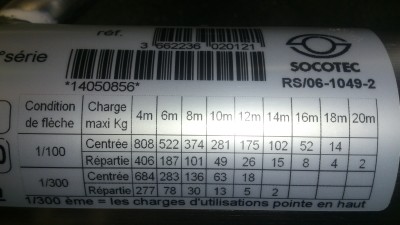 réf.
3 662236 020121
°série
SOCOTEC
*14050856*
RS/06-1049-2
Condition de flèche Charge maxi Kg 4m 6m 8m 10m 12m 14m 16m 18m 20m
1/100 Centrée 808 522 374 281 175 102 52 14
Répartie 406 187 101 49 26 15 8 4 2
1/300 Centrée 684 283 136 63 18
Répartie 277 78 30 13 5 2
1/300 ème = les charges d'utilisations pointe en haut